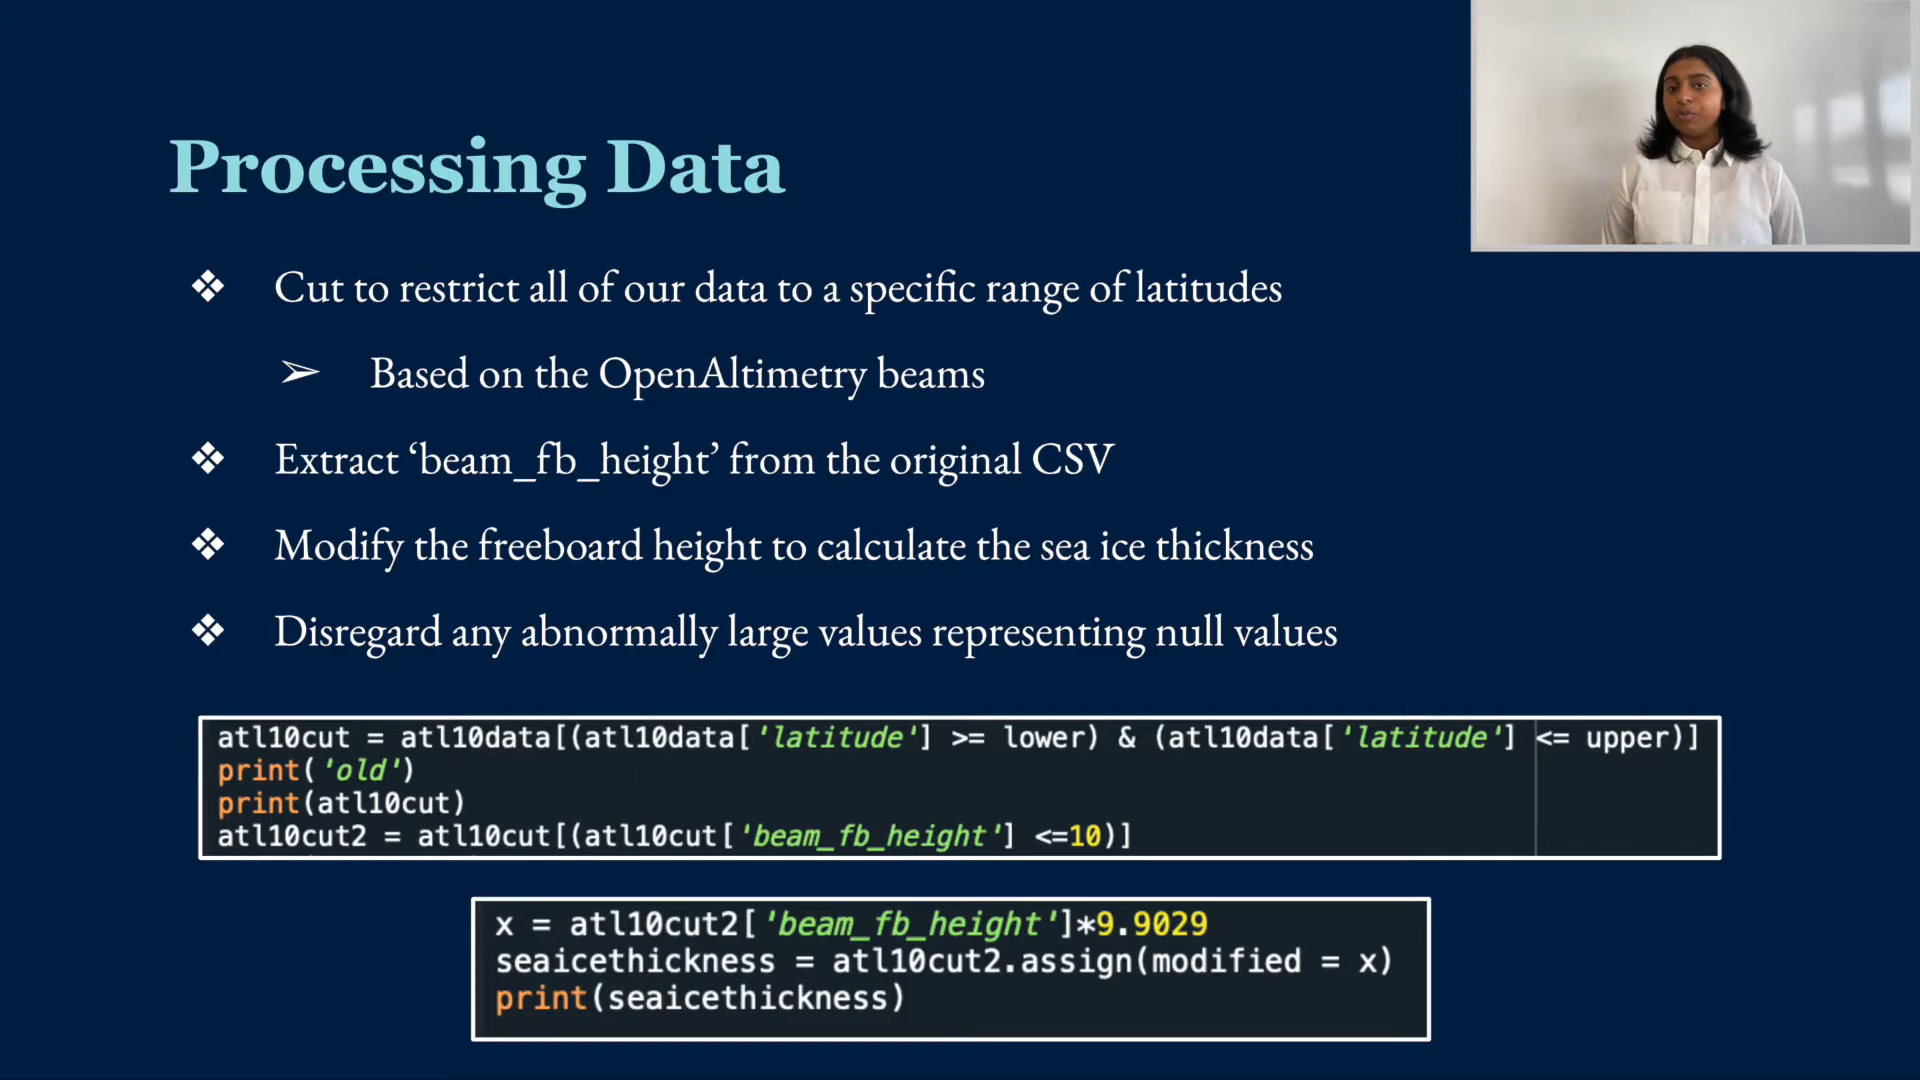 Processing Data
❖ Cut to restrict all of our data to a specific range of latitudes
➢ Based on the OpenAltimetry beams
❖ Extract ‘beam_fb_height’ from the original CSV
❖ Modify the freeboard height to calculate the sea ice thickness
❖ Disregard any abnormally large values representing null values
atl10cut = atl10data[(atl10data['latitude'] >= lower) & (atl10data['latitude'] <= upper)]
print('old')
print(atl10cut)
atl10cut2 = atl10cut[(atl10cut['beam_fb_height'] <=10)]
x = atl10cut2['beam_fb_height']*9.9029
seaicethickness = atl10cut2.assign(modified = x)
print(seaicethickness)